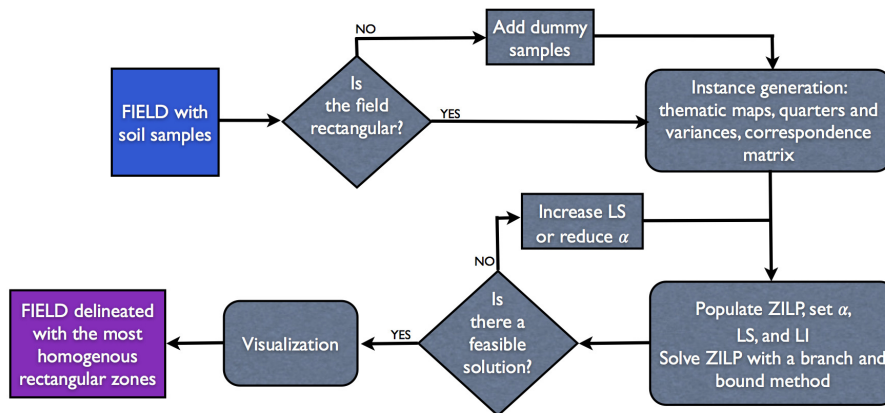 NO
Add dummy
samples
Is
the field
rectangular?
FIELD with
soil samples
YES
Instance generation:
thematic maps, quarters and
variances, correspondence
matrix
Increase LS
or reduce α
NO
Is
there a
feasible
solution?
Populate ZILP, set α,
LS, and LI
Solve ZILP with a branch and
bound method
YES
Visualization
FIELD delineated
with the most
homogenous
rectangular zones